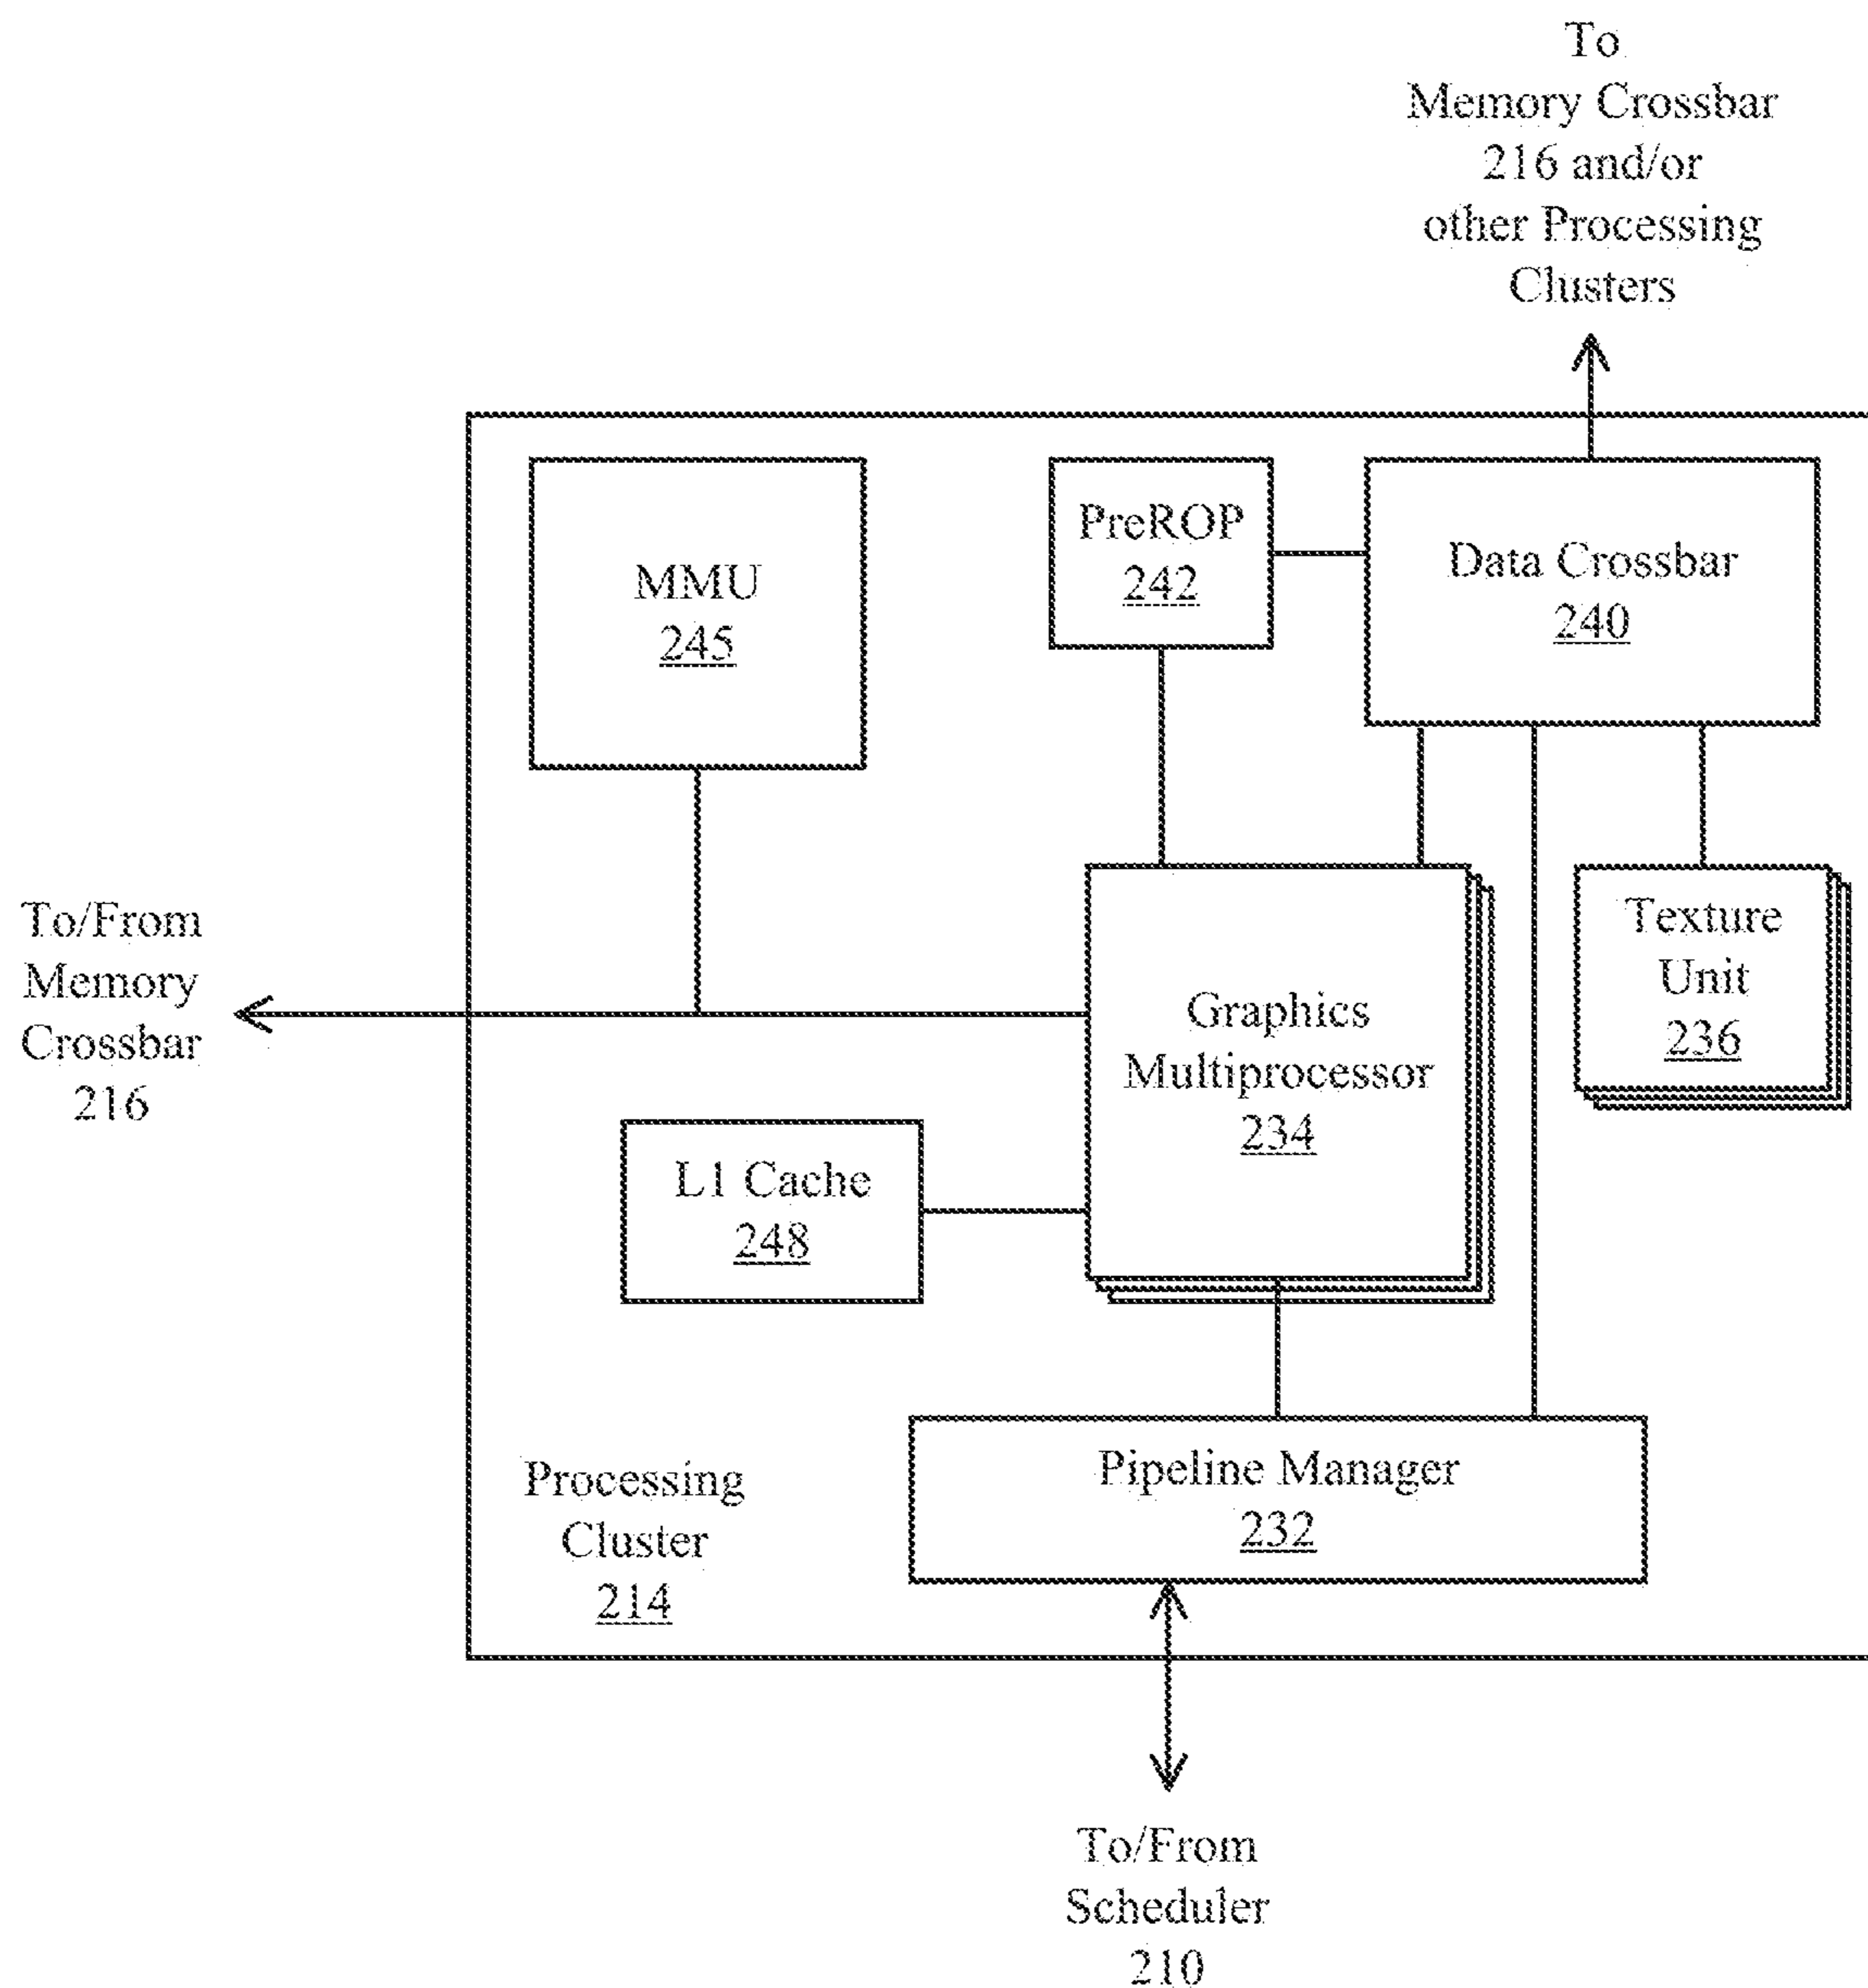 To
Memory Crossbar
216 and/or
other Processing
Clusters
MMU
245
PreROP
242
Data Crossbar
240
To/From
Memory
Crossbar
216
Graphics
Multiprocessor
234
Texture
Unit
236
L1 Cache
248
Processing
Cluster
214
Pipeline Manager
232
To/From
Scheduler
210